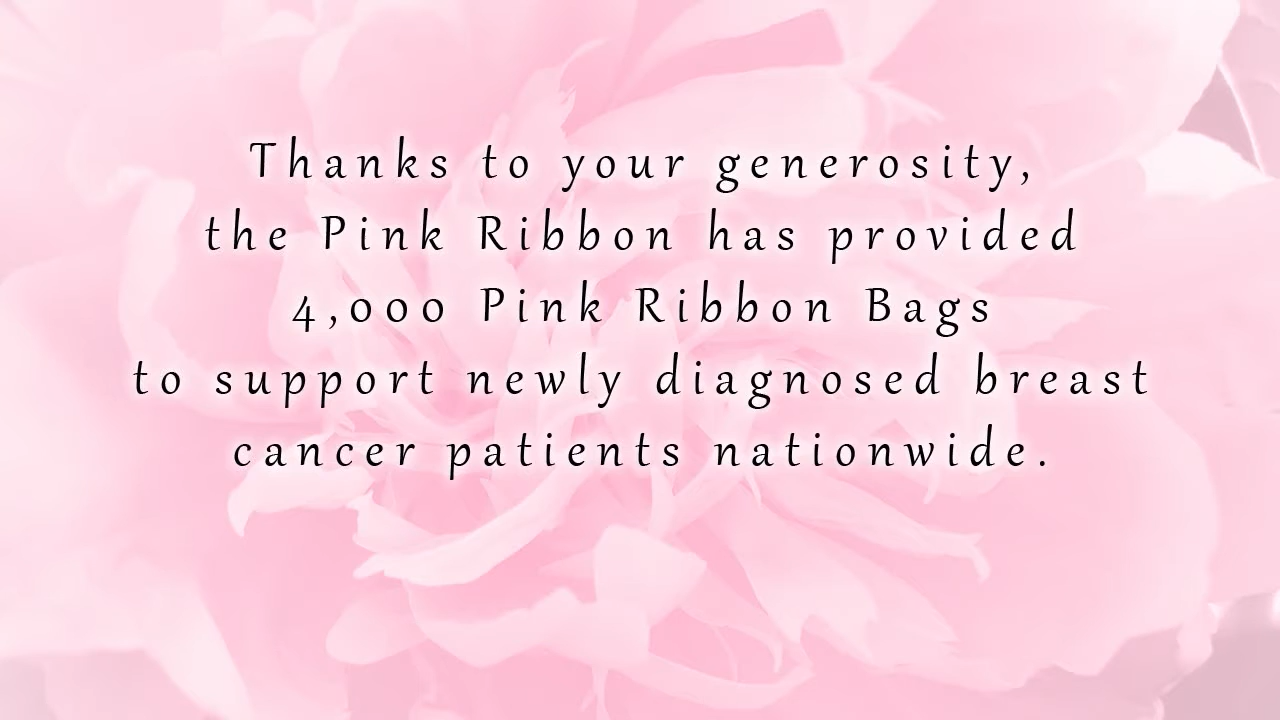 Thanks to your generosity,
the Pink Ribbon has provided
4,000 Pink Ribbon Bags
to support newly diagnosed breast
cancer patients nationwide.